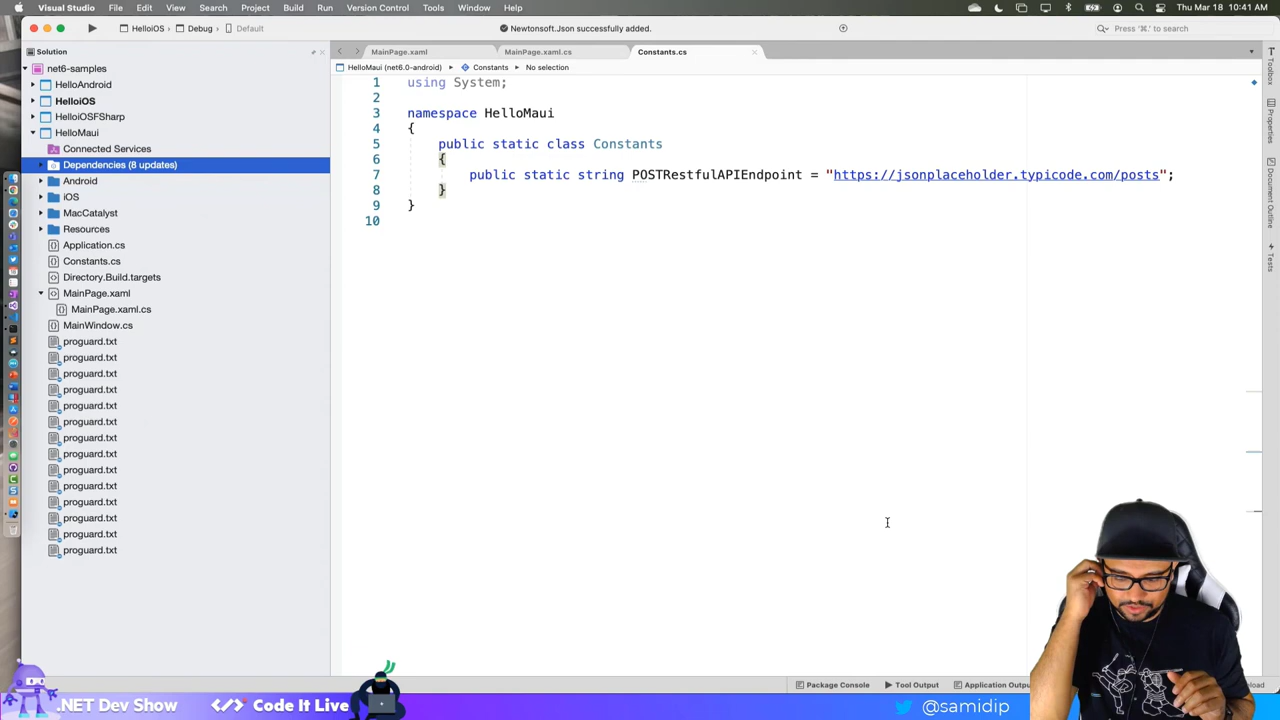 Visual Studio File Edit View Search Project Build Run Version Control Tools Window Help Thu Mar 18 10:41 AM
HelloiOS › Debug › Default
Newtonsoft.Json successfully added.
Press '⌘.' to search
Solution
net6-samples
HelloAndroid
HelloiOS
HelloiOSFSharp
HelloMaui
Connected Services
Dependencies (8 updates)
Android
iOS
MacCatalyst
Resources
Application.cs
Constants.cs
Directory.Build.targets
MainPage.xaml
MainPage.xaml.cs
MainWindow.cs
proguard.txt
proguard.txt
proguard.txt
proguard.txt
proguard.txt
proguard.txt
proguard.txt
proguard.txt
proguard.txt
proguard.txt
proguard.txt
proguard.txt
proguard.txt
proguard.txt
MainPage.xaml MainPage.xaml.cs Constants.cs
HelloMaui (net6.0-android) Constants No selection
1 using System;
2
3 namespace HelloMaui
4 {
5 public static class Constants
6 {
7 public static string POSTRestfulAPIEndpoint = "https://jsonplaceholder.typicode.com/posts";
8 }
9 }
10
Toolbox
Properties
Document Outline
Tests
Package Console Tool Output Application Outpu
.NET Dev Show </> Code It Live
@samidip